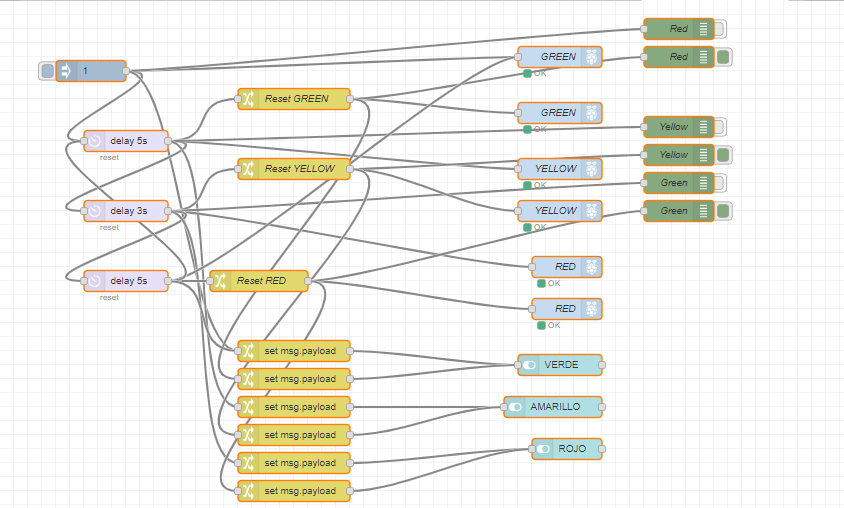 Red
GREEN
Red
1
OK
Reset GREEN
GREEN
OK
Yellow
delay 5s
reset
Yellow
Reset YELLOW
YELLOW
OK
Green
delay 3s
reset
YELLOW
OK
Green
RED
OK
delay 5s
reset
Reset RED
RED
OK
set msg.payload
VERDE
set msg.payload
set msg.payload
AMARILLO
set msg.payload
ROJO
set msg.payload
set msg.payload